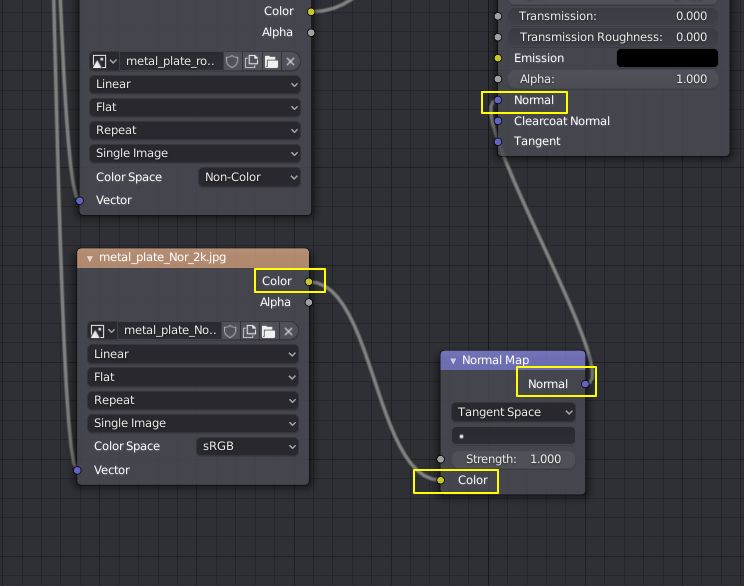 Color
Alpha
metal_plate_ro..
Linear
Flat
Repeat
Single Image
Color Space Non-Color
Vector
Transmission: 0.000
Transmission Roughness: 0.000
Emission
Alpha: 1.000
Normal
Clearcoat Normal
Tangent
metal_plate_Nor_2k.jpg
Color
Alpha
metal_plate_No..
Linear
Flat
Repeat
Single Image
Color Space sRGB
Vector
Normal Map
Normal
Tangent Space
Strength: 1.000
Color